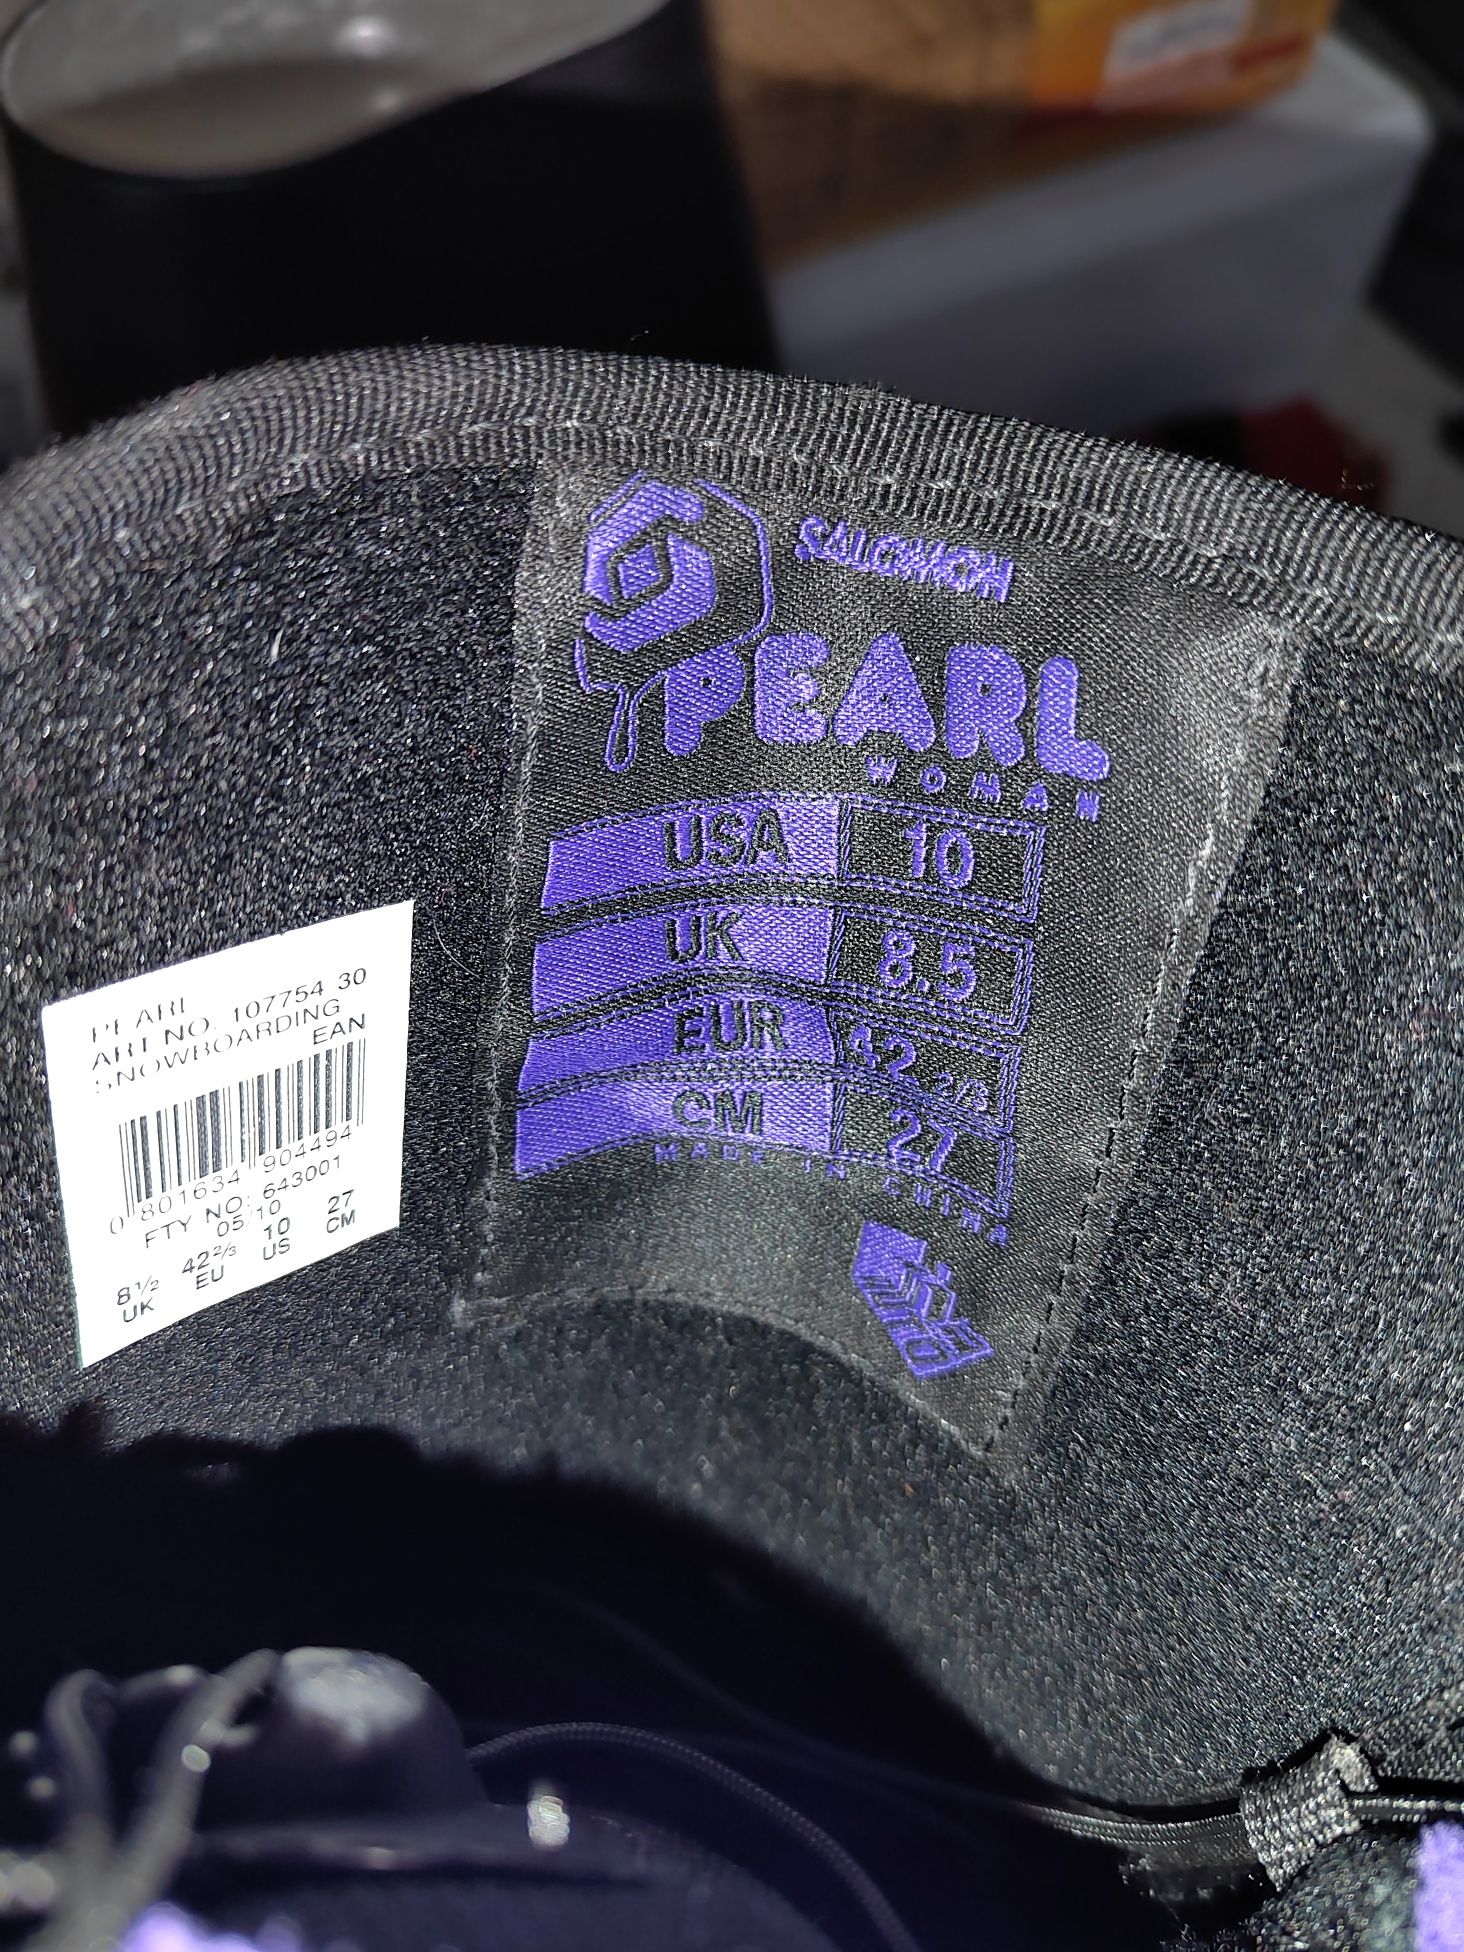 SALOMON
PEARL
WOMAN
USA 10
UK 8.5
EUR 42 2/3
CM 27
MADE IN CHINA
PEARL
ART NO. 107754 30
SNOWBOARDING
EAN
0 801634 904494
FTY NO: 643001
05/10
8½ 42⅔ 10 27
UK EU US CM